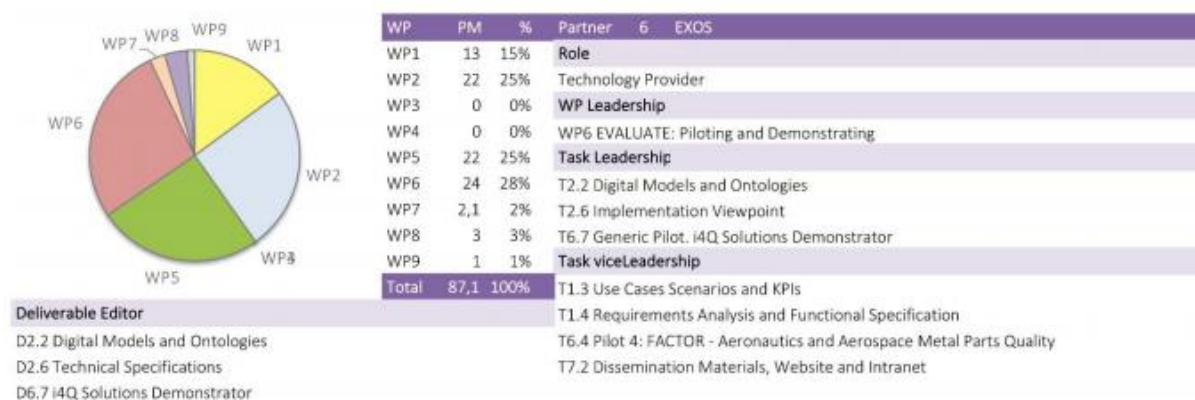 WP9
WP8
WP7
WP1
WP6
WP2
WP5
WP PM %
WP1 13 15%
WP2 22 25%
WP3 0 0%
WP4 0 0%
WP5 22 25%
WP6 24 28%
WP7 2,1 2%
WP8 3 3%
WP9 1 1%
Total 87,1 100%
Partner 6 EXOS
Role
Technology Provider
WP Leadership
WP6 EVALUATE: Piloting and Demonstrating
Task Leadership
T2.2 Digital Models and Ontologies
T2.6 Implementation Viewpoint
T6.7 Generic Pilot. i4Q Solutions Demonstrator
Task viceLeadership
T1.3 Use Cases Scenarios and KPIs
T1.4 Requirements Analysis and Functional Specification
T6.4 Pilot 4: FACTOR - Aeronautics and Aerospace Metal Parts Quality
T7.2 Dissemination Materials, Website and Intranet
Deliverable Editor
D2.2 Digital Models and Ontologies
D2.6 Technical Specifications
D6.7 i4Q Solutions Demonstrator